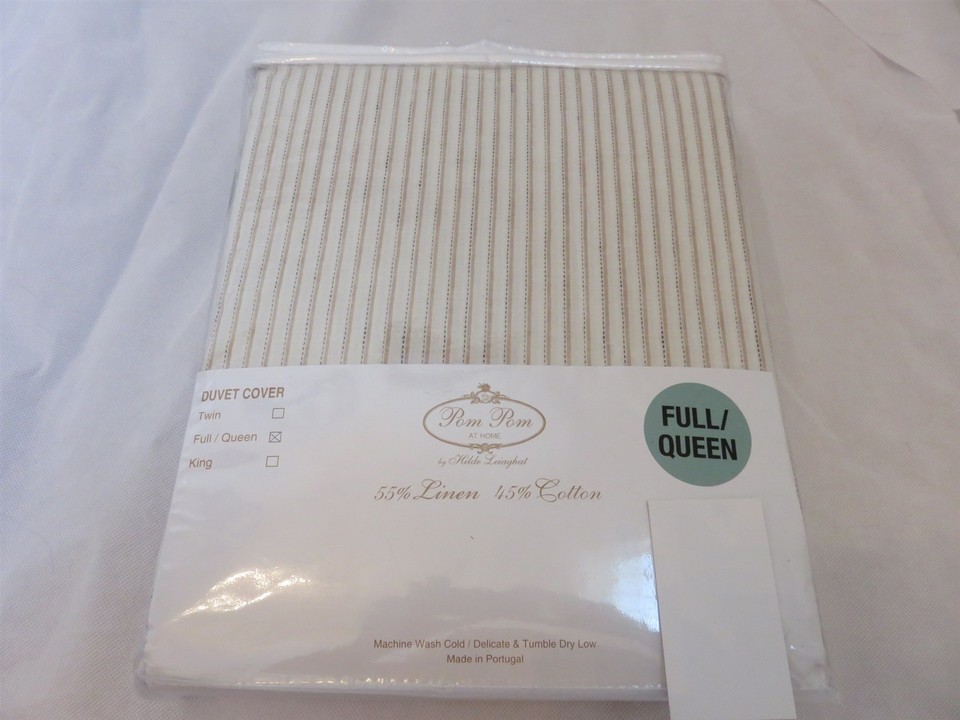 DUVET COVER
Twin
Full / Queen
King
Pom Pom
AT HOME
by Hilde Leiaghat
55% Linen 45% Cotton
FULL/
QUEEN
Machine Wash Cold / Delicate & Tumble Dry Low
Made in Portugal